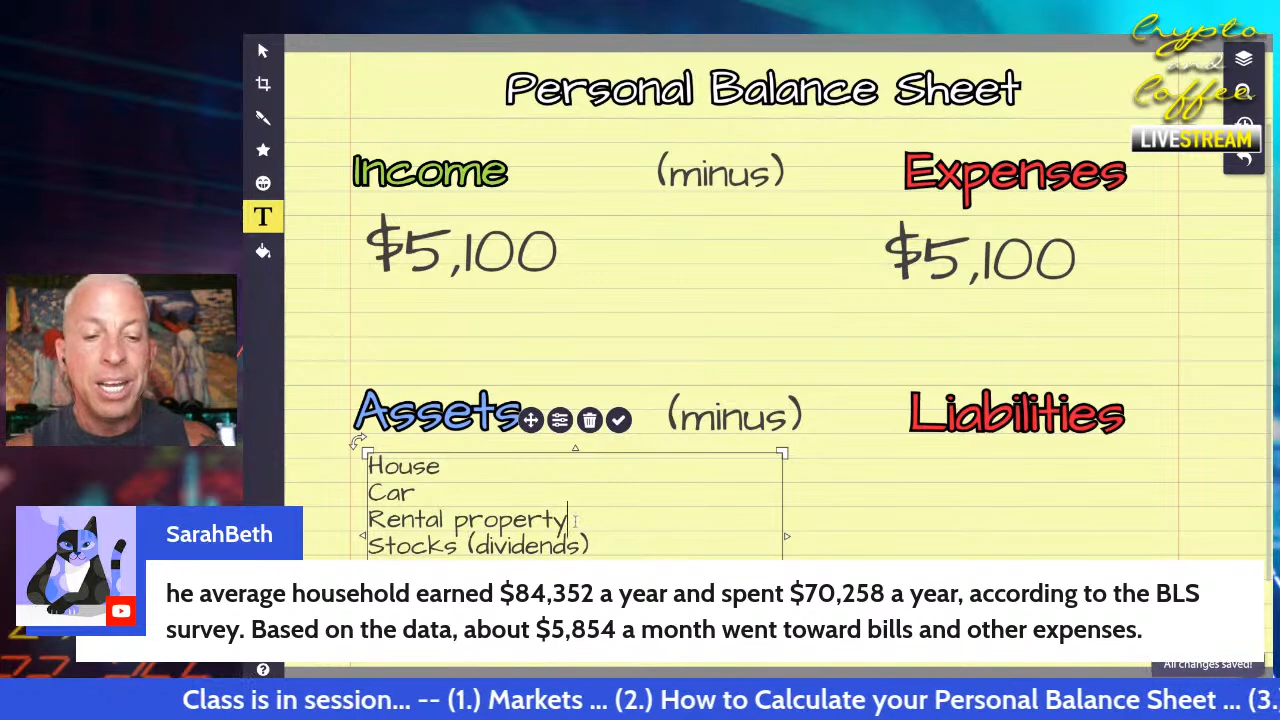 Crypto
and
Coffee
LIVESTREAM
Personal Balance Sheet
Income (minus) Expenses
$5,100 $5,100
Assets (minus) Liabilities
House
Car
Rental property
Stocks (dividends)
T
SarahBeth
he average household earned $84,352 a year and spent $70,258 a year, according to the BLS
survey. Based on the data, about $5,854 a month went toward bills and other expenses.
All changes saved!
Class is in session... -- (1.) Markets ... (2.) How to Calculate your Personal Balance Sheet ... (3.